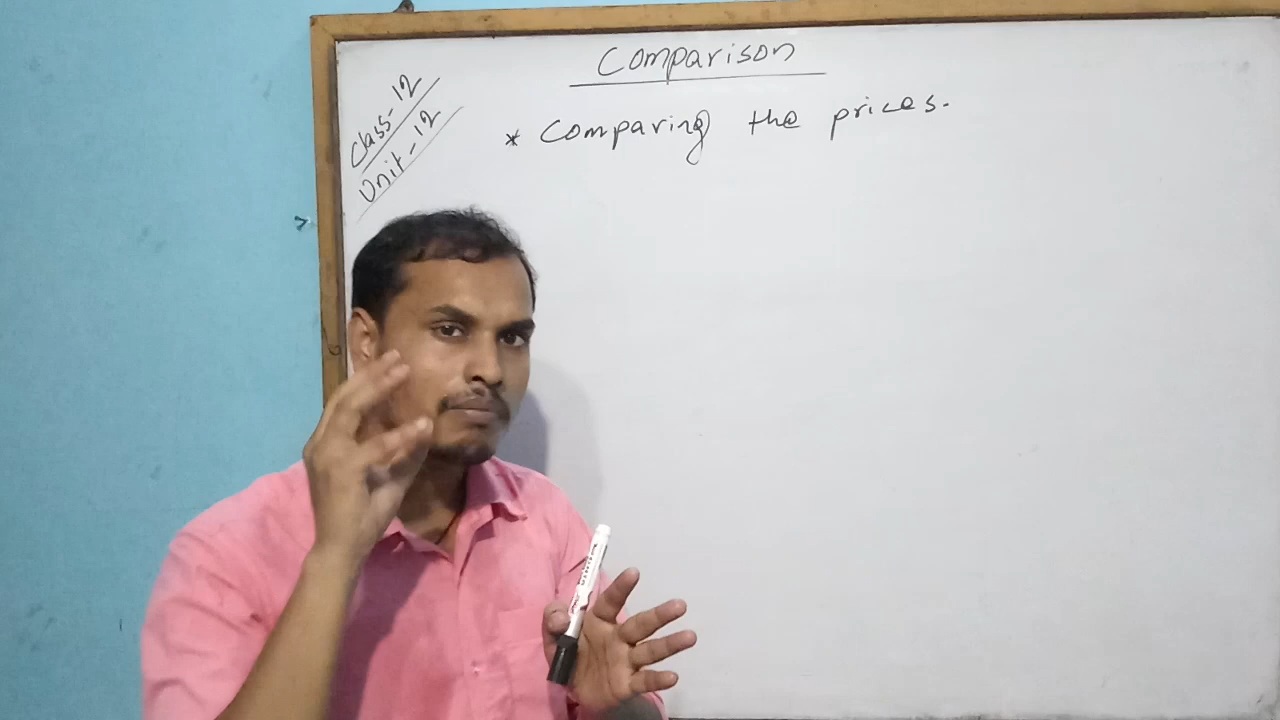 Comparison
Class-12
Unit-12
* Comparing the prices.